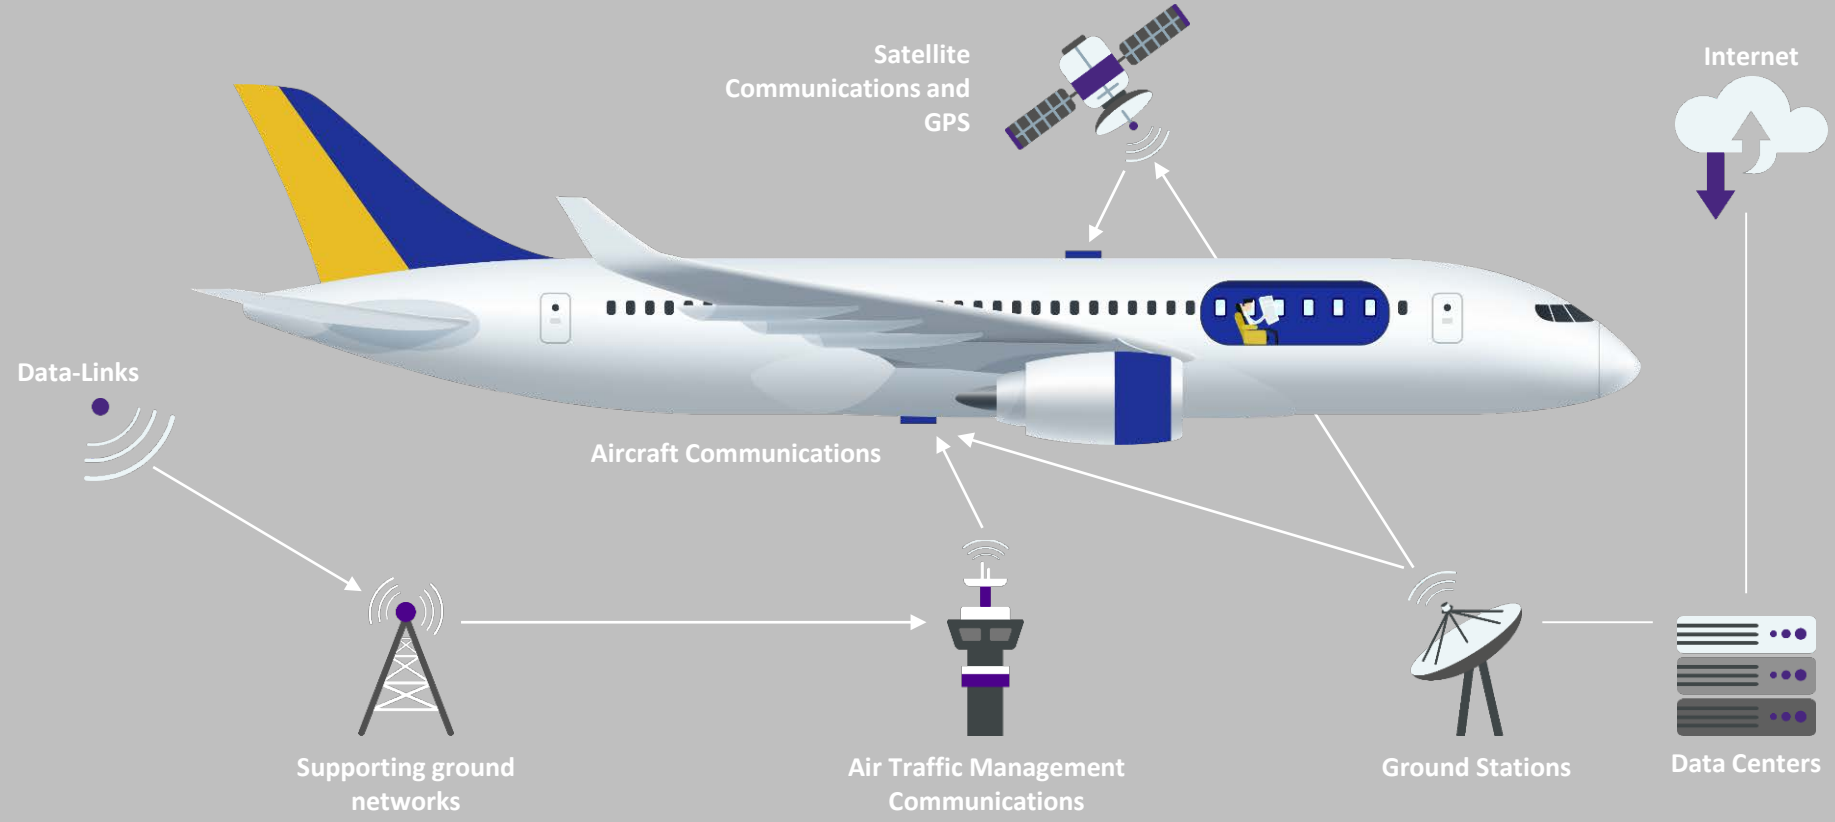 Satellite
Communications and
GPS
Internet
Data-Links
Aircraft Communications
Supporting ground
networks
Air Traffic Management
Communications
Ground Stations
Data Centers